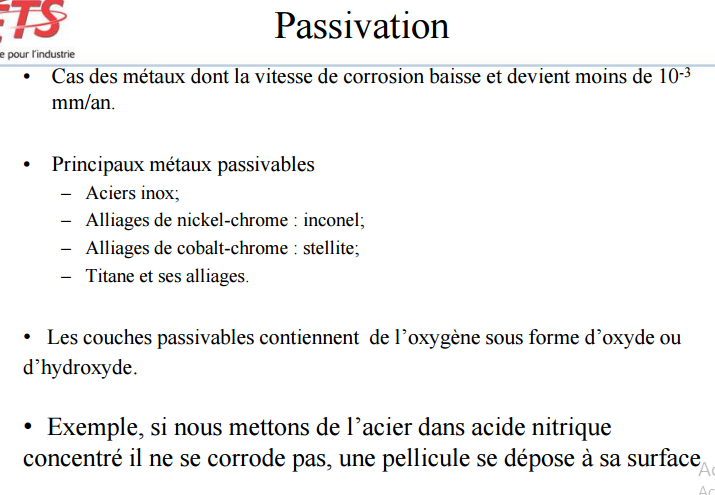 ÉTS
e pour l'industrie
Passivation
• Cas des métaux dont la vitesse de corrosion baisse et devient moins de 10⁻³
mm/an.
• Principaux métaux passivables
– Aciers inox;
– Alliages de nickel-chrome : inconel;
– Alliages de cobalt-chrome : stellite;
– Titane et ses alliages.
• Les couches passivables contiennent de l’oxygène sous forme d’oxyde ou
d’hydroxyde.
• Exemple, si nous mettons de l’acier dans acide nitrique
concentré il ne se corrode pas, une pellicule se dépose à sa surface